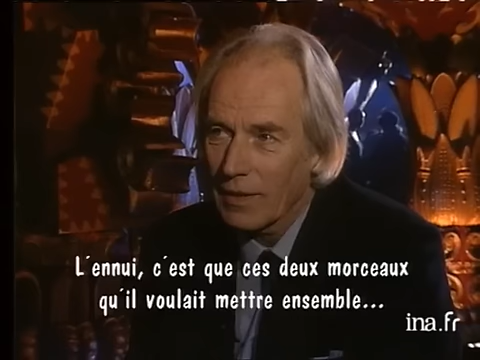 L'ennui, c'est que ces deux morceaux
qu'il voulait mettre ensemble...
ina.fr